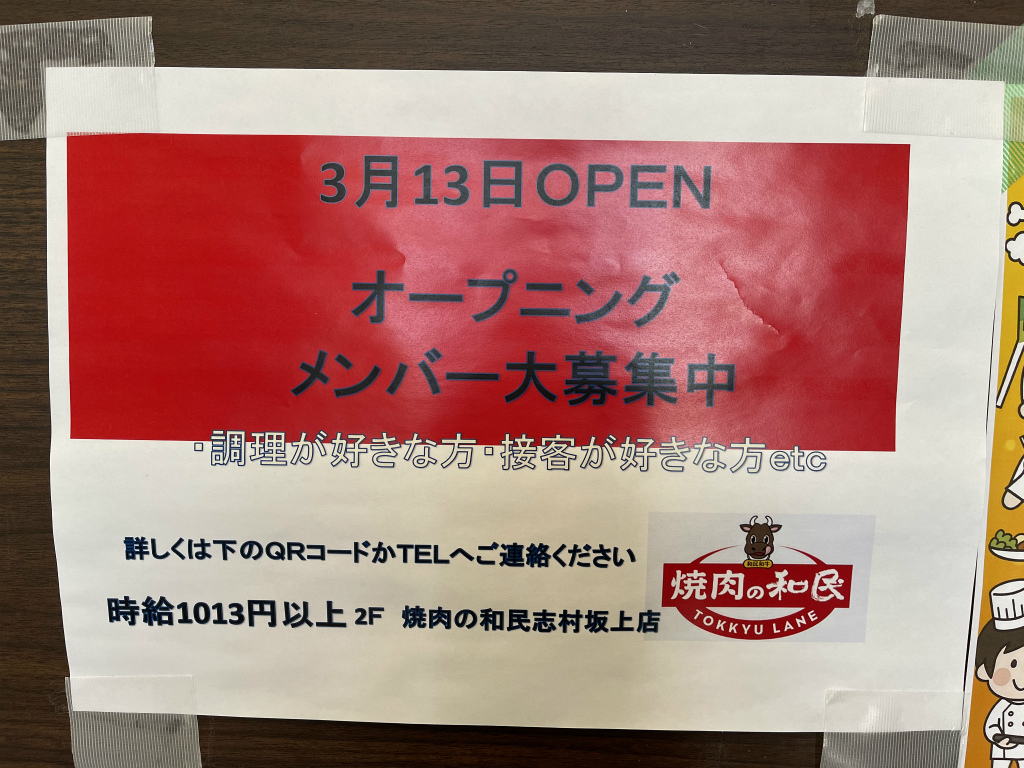 3月13日OPEN
オープニング
メンバー大募集中
・調理が好きな方・接客が好きな方etc
詳しくは下のQRコードかTELへご連絡ください
時給1013円以上 2F 焼肉の和民志村坂上店
和民和牛
焼肉の和民
TOKKYU LANE